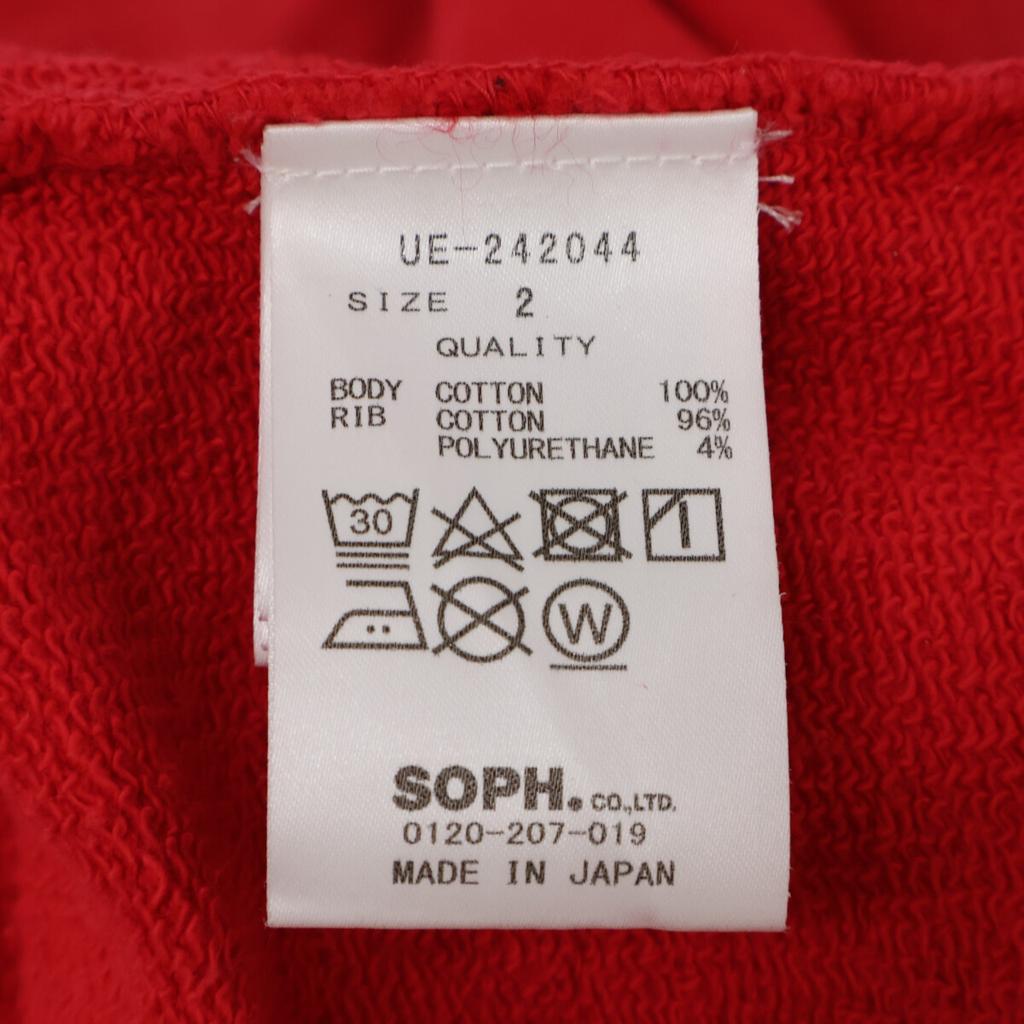 UE-242044
SIZE 2
QUALITY
BODY COTTON 100%
RIB COTTON 96%
POLYURETHANE 4%
30
W
SOPH. CO.,LTD.
0120-207-019
MADE IN JAPAN